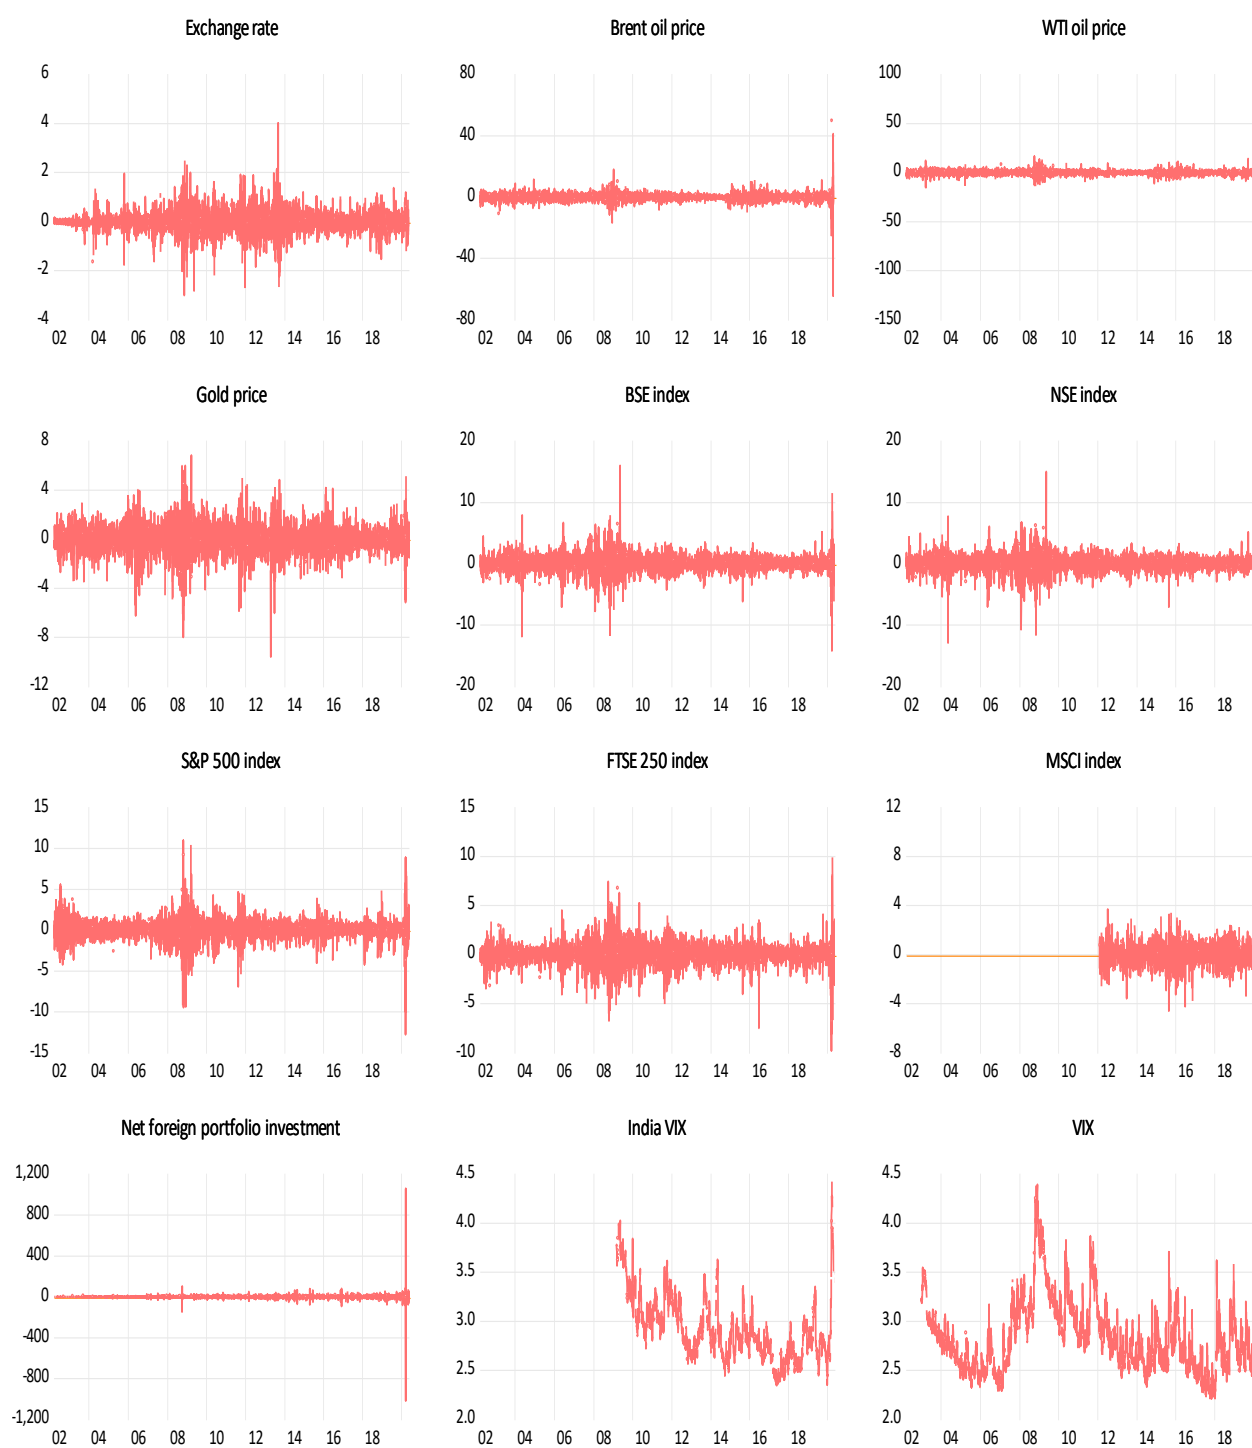 Exchange rate
6
4
2
0
-2
-4
02 04 06 08 10 12 14 16 18
Brent oil price
80
40
0
-40
-80
02 04 06 08 10 12 14 16 18
WTI oil price
100
50
0
-50
-100
-150
02 04 06 08 10 12 14 16 18
Gold price
8
4
0
-4
-8
-12
02 04 06 08 10 12 14 16 18
BSE index
20
10
0
-10
-20
02 04 06 08 10 12 14 16 18
NSE index
20
10
0
-10
-20
02 04 06 08 10 12 14 16 18
S&P 500 index
15
10
5
0
-5
-10
-15
02 04 06 08 10 12 14 16 18
FTSE 250 index
15
10
5
0
-5
-10
02 04 06 08 10 12 14 16 18
MSCI index
12
8
4
0
-4
-8
02 04 06 08 10 12 14 16 18
Net foreign portfolio investment
1,200
800
400
0
-400
-800
-1,200
02 04 06 08 10 12 14 16 18
India VIX
4.5
4.0
3.5
3.0
2.5
2.0
02 04 06 08 10 12 14 16 18
VIX
4.5
4.0
3.5
3.0
2.5
2.0
02 04 06 08 10 12 14 16 18